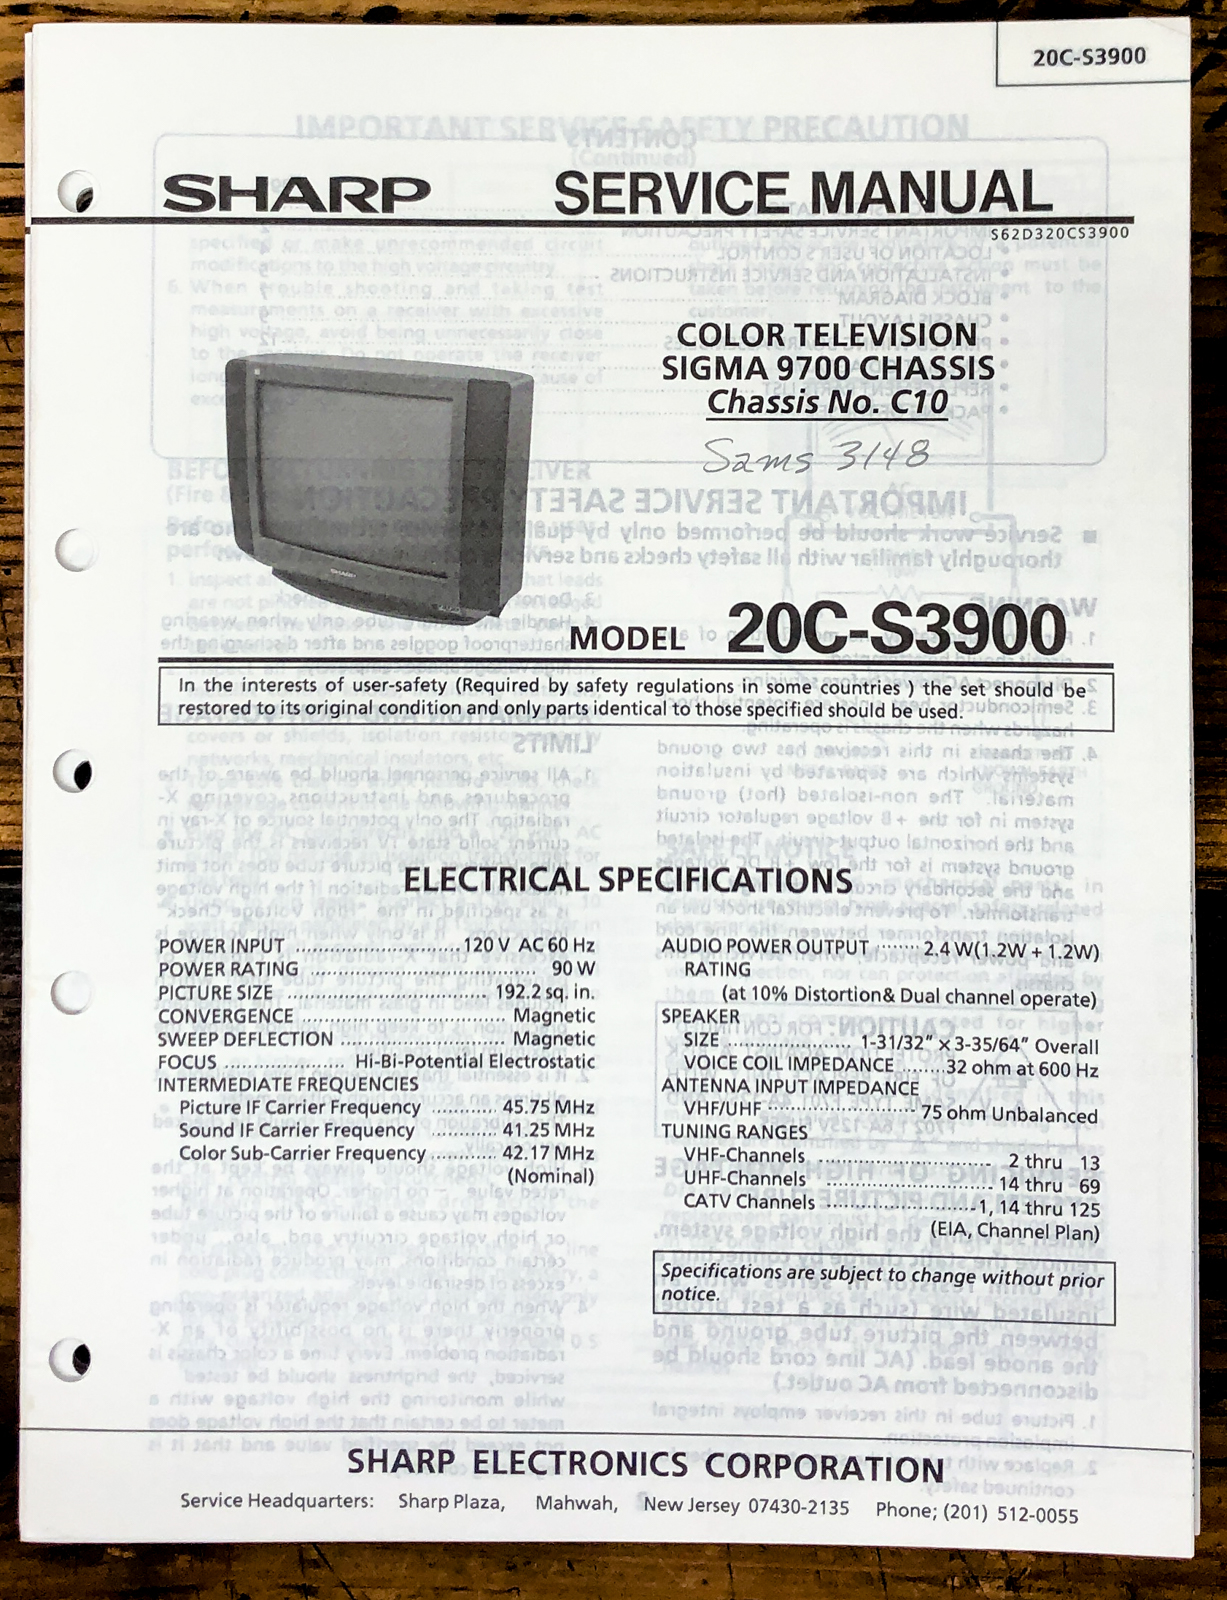 20C-S3900
SHARP SERVICE MANUAL
S62D320CS3900
COLOR TELEVISION
SIGMA 9700 CHASSIS
Chassis No. C10
Sams 3148
SHARP
MODEL 20C-S3900
In the interests of user-safety (Required by safety regulations in some countries ) the set should be
restored to its original condition and only parts identical to those specified should be used.
ELECTRICAL SPECIFICATIONS
POWER INPUT ............................ 120 V AC 60 Hz
POWER RATING ...................................... 90 W
PICTURE SIZE .................................. 192.2 sq. in.
CONVERGENCE .................................... Magnetic
SWEEP DEFLECTION ............................ Magnetic
FOCUS ...................... Hi-Bi-Potential Electrostatic
INTERMEDIATE FREQUENCIES
Picture IF Carrier Frequency ........... 45.75 MHz
Sound IF Carrier Frequency ........... 41.25 MHz
Color Sub-Carrier Frequency ........... 42.17 MHz
(Nominal)
AUDIO POWER OUTPUT ........ 2.4 W(1.2W + 1.2W)
RATING
(at 10% Distortion& Dual channel operate)
SPEAKER
SIZE ..................... 1-31/32" × 3-35/64" Overall
VOICE COIL IMPEDANCE ....... 32 ohm at 600 Hz
ANTENNA INPUT IMPEDANCE
VHF/UHF ......................... 75 ohm Unbalanced
TUNING RANGES
VHF-Channels .................................. 2 thru 13
UHF-Channels ................................. 14 thru 69
CATV Channels .......................... 1, 14 thru 125
(EIA, Channel Plan)
Specifications are subject to change without prior
notice.
SHARP ELECTRONICS CORPORATION
Service Headquarters: Sharp Plaza, Mahwah, New Jersey 07430-2135 Phone; (201) 512-0055